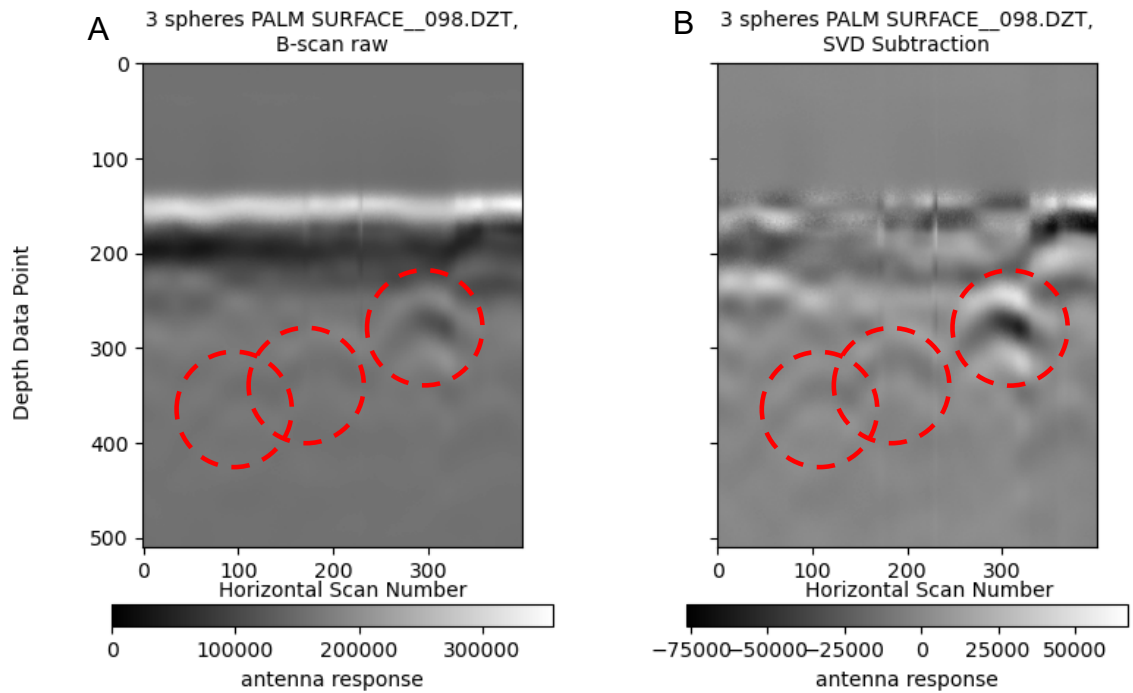 A
3 spheres PALM SURFACE__098.DZT,
B-scan raw
0
100
200
300
400
500
Depth Data Point
0 100 200 300
Horizontal Scan Number
0 100000 200000 300000
antenna response
B
3 spheres PALM SURFACE__098.DZT,
SVD Subtraction
0 100 200 300
Horizontal Scan Number
−75000−50000−25000 0 25000 50000
antenna response